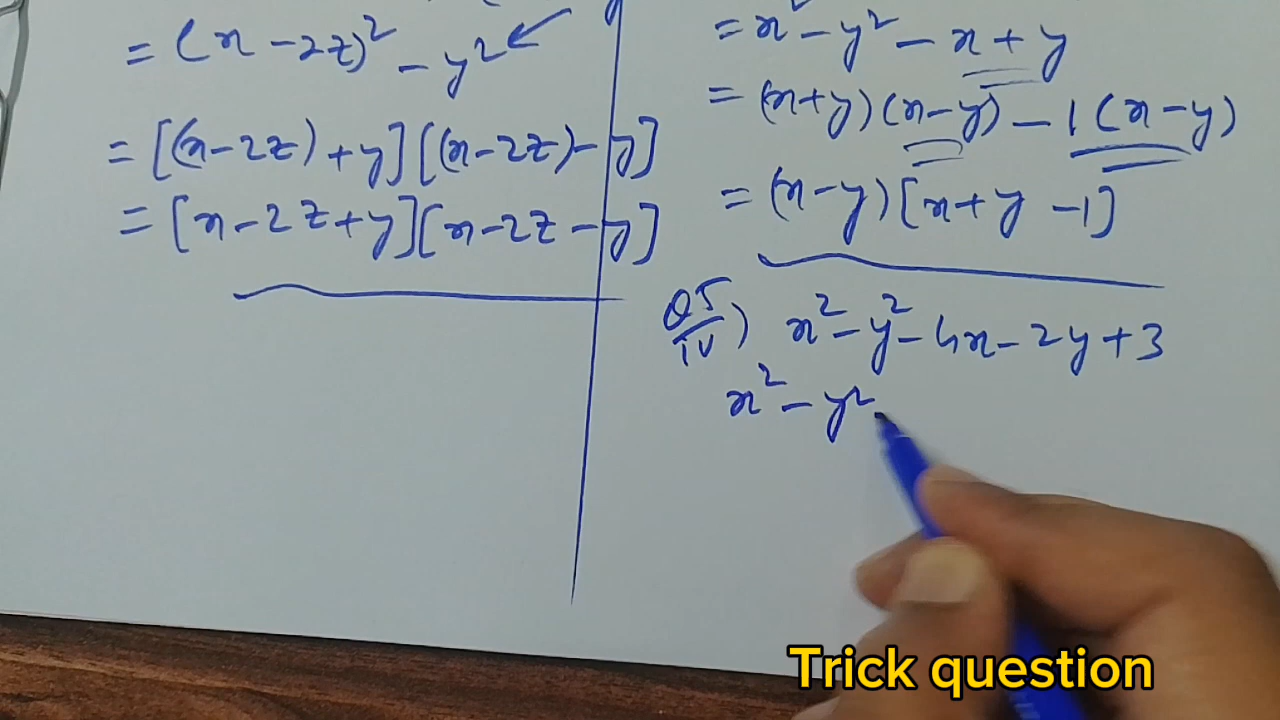 = (x - 2z)² - y²
= [(x-2z)+y][(x-2z)-y]
= [x-2z+y][x-2z-y]
= x² - y² - x + y
= (x+y)(x-y) - 1(x-y)
= (x-y)[x+y-1]
Q5/iv) x² - y² - 4x - 2y + 3
x² - y²
Trick question